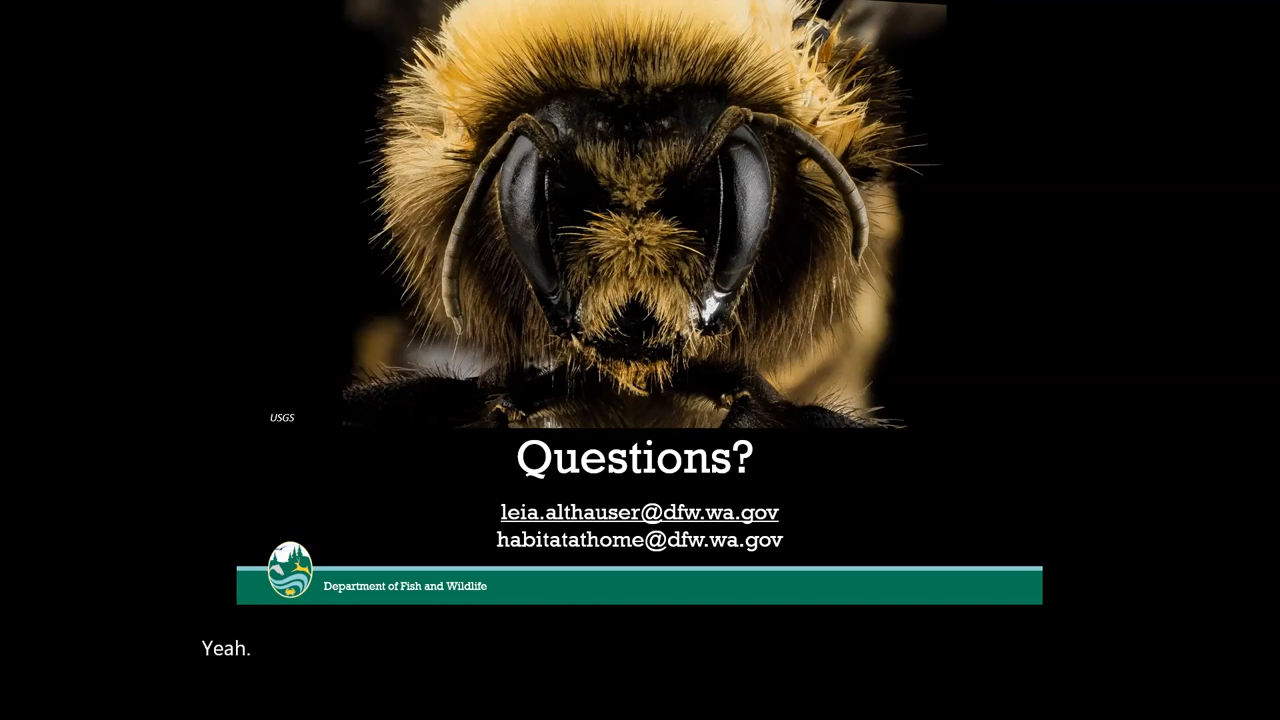 USGS
Questions?
leia.althauser@dfw.wa.gov
habitatathome@dfw.wa.gov
Department of Fish and Wildlife
Yeah.